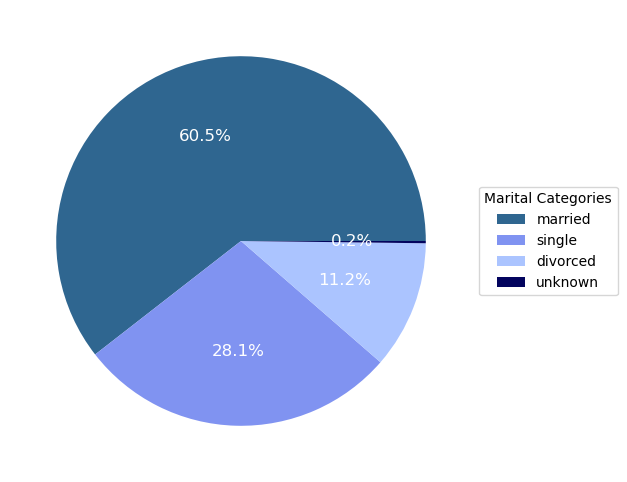 60.5%
0.2%
11.2%
28.1%
Marital Categories
married
single
divorced
unknown